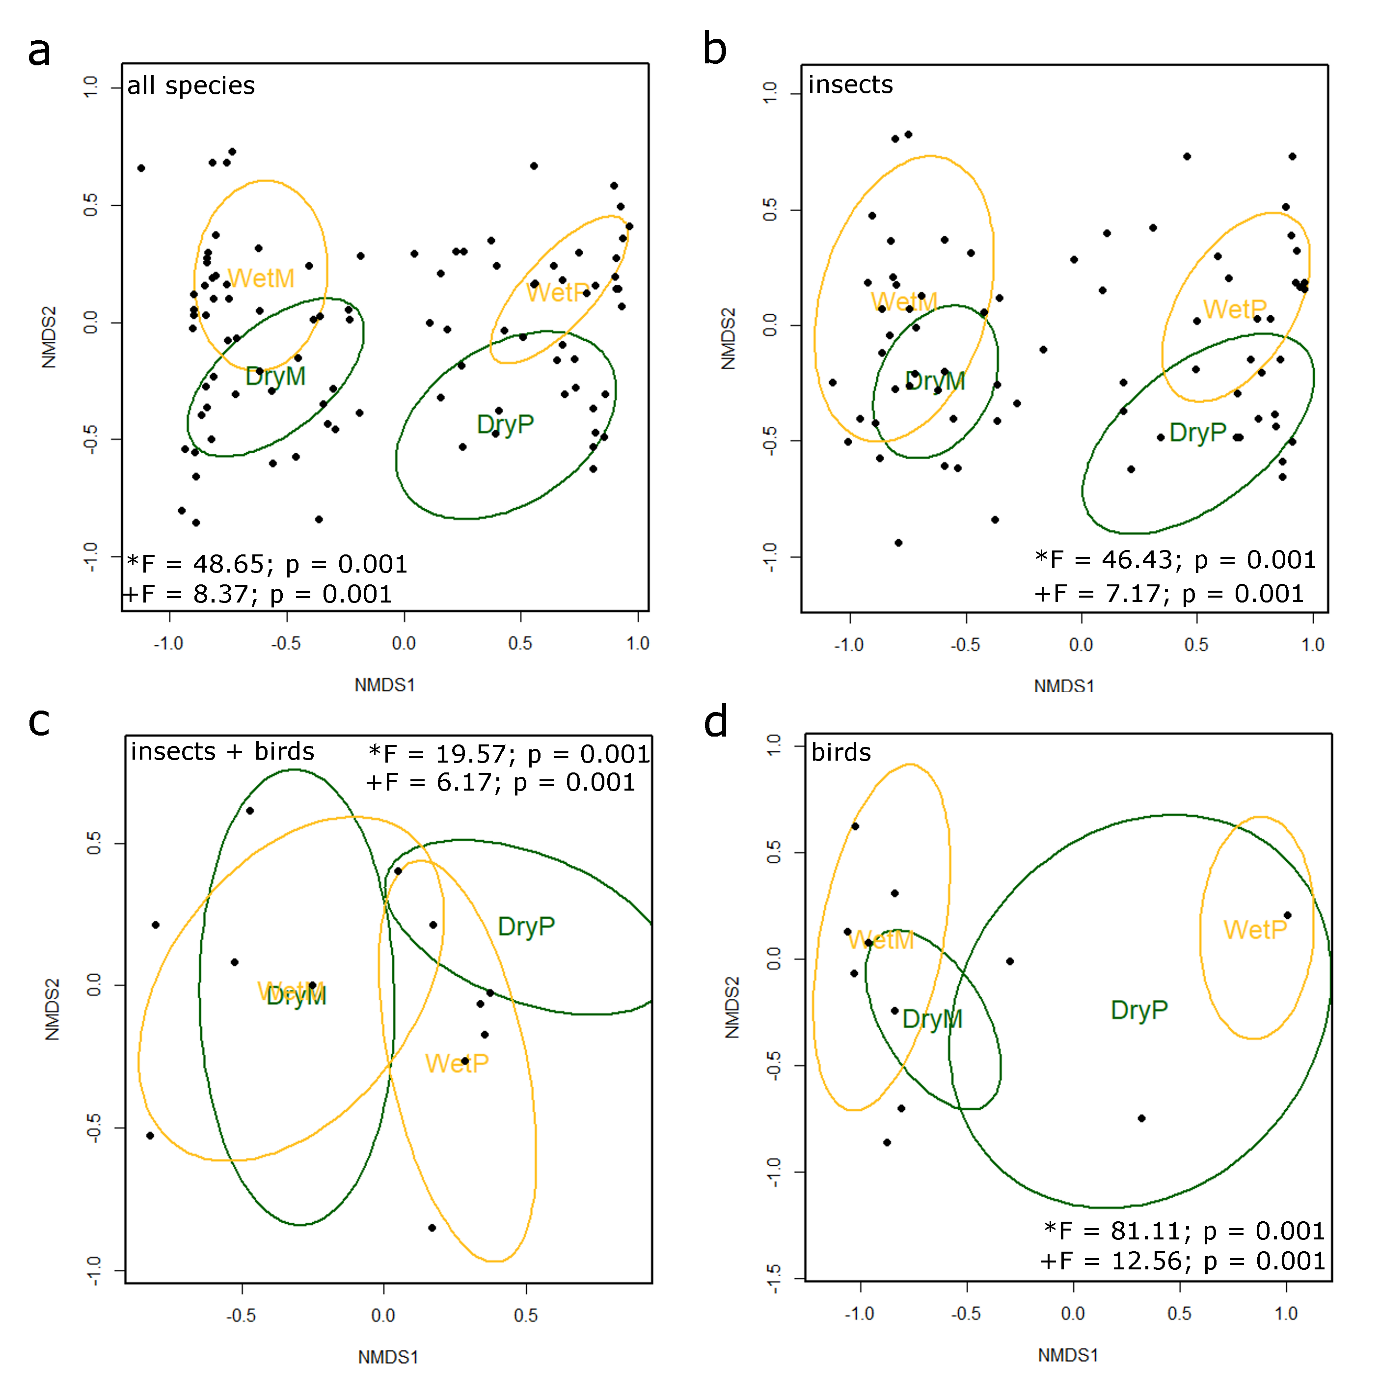 a
all species
1.0
0.5
0.0
-0.5
-1.0
NMDS2
WetM
WetP
DryM
DryP
*F = 48.65; p = 0.001
+F = 8.37; p = 0.001
-1.0 -0.5 0.0 0.5 1.0
NMDS1
b
insects
1.0
0.5
0.0
-0.5
-1.0
NMDS2
WetM
WetP
DryM
DryP
*F = 46.43; p = 0.001
+F = 7.17; p = 0.001
-1.0 -0.5 0.0 0.5 1.0
NMDS1
c
insects + birds
*F = 19.57; p = 0.001
+F = 6.17; p = 0.001
0.5
0.0
-0.5
-1.0
NMDS2
DryP
WetM
DryM
WetP
-0.5 0.0 0.5
NMDS1
d
birds
1.0
0.5
0.0
-0.5
-1.0
-1.5
NMDS2
WetM
WetP
DryM
DryP
*F = 81.11; p = 0.001
+F = 12.56; p = 0.001
-1.0 -0.5 0.0 0.5 1.0
NMDS1